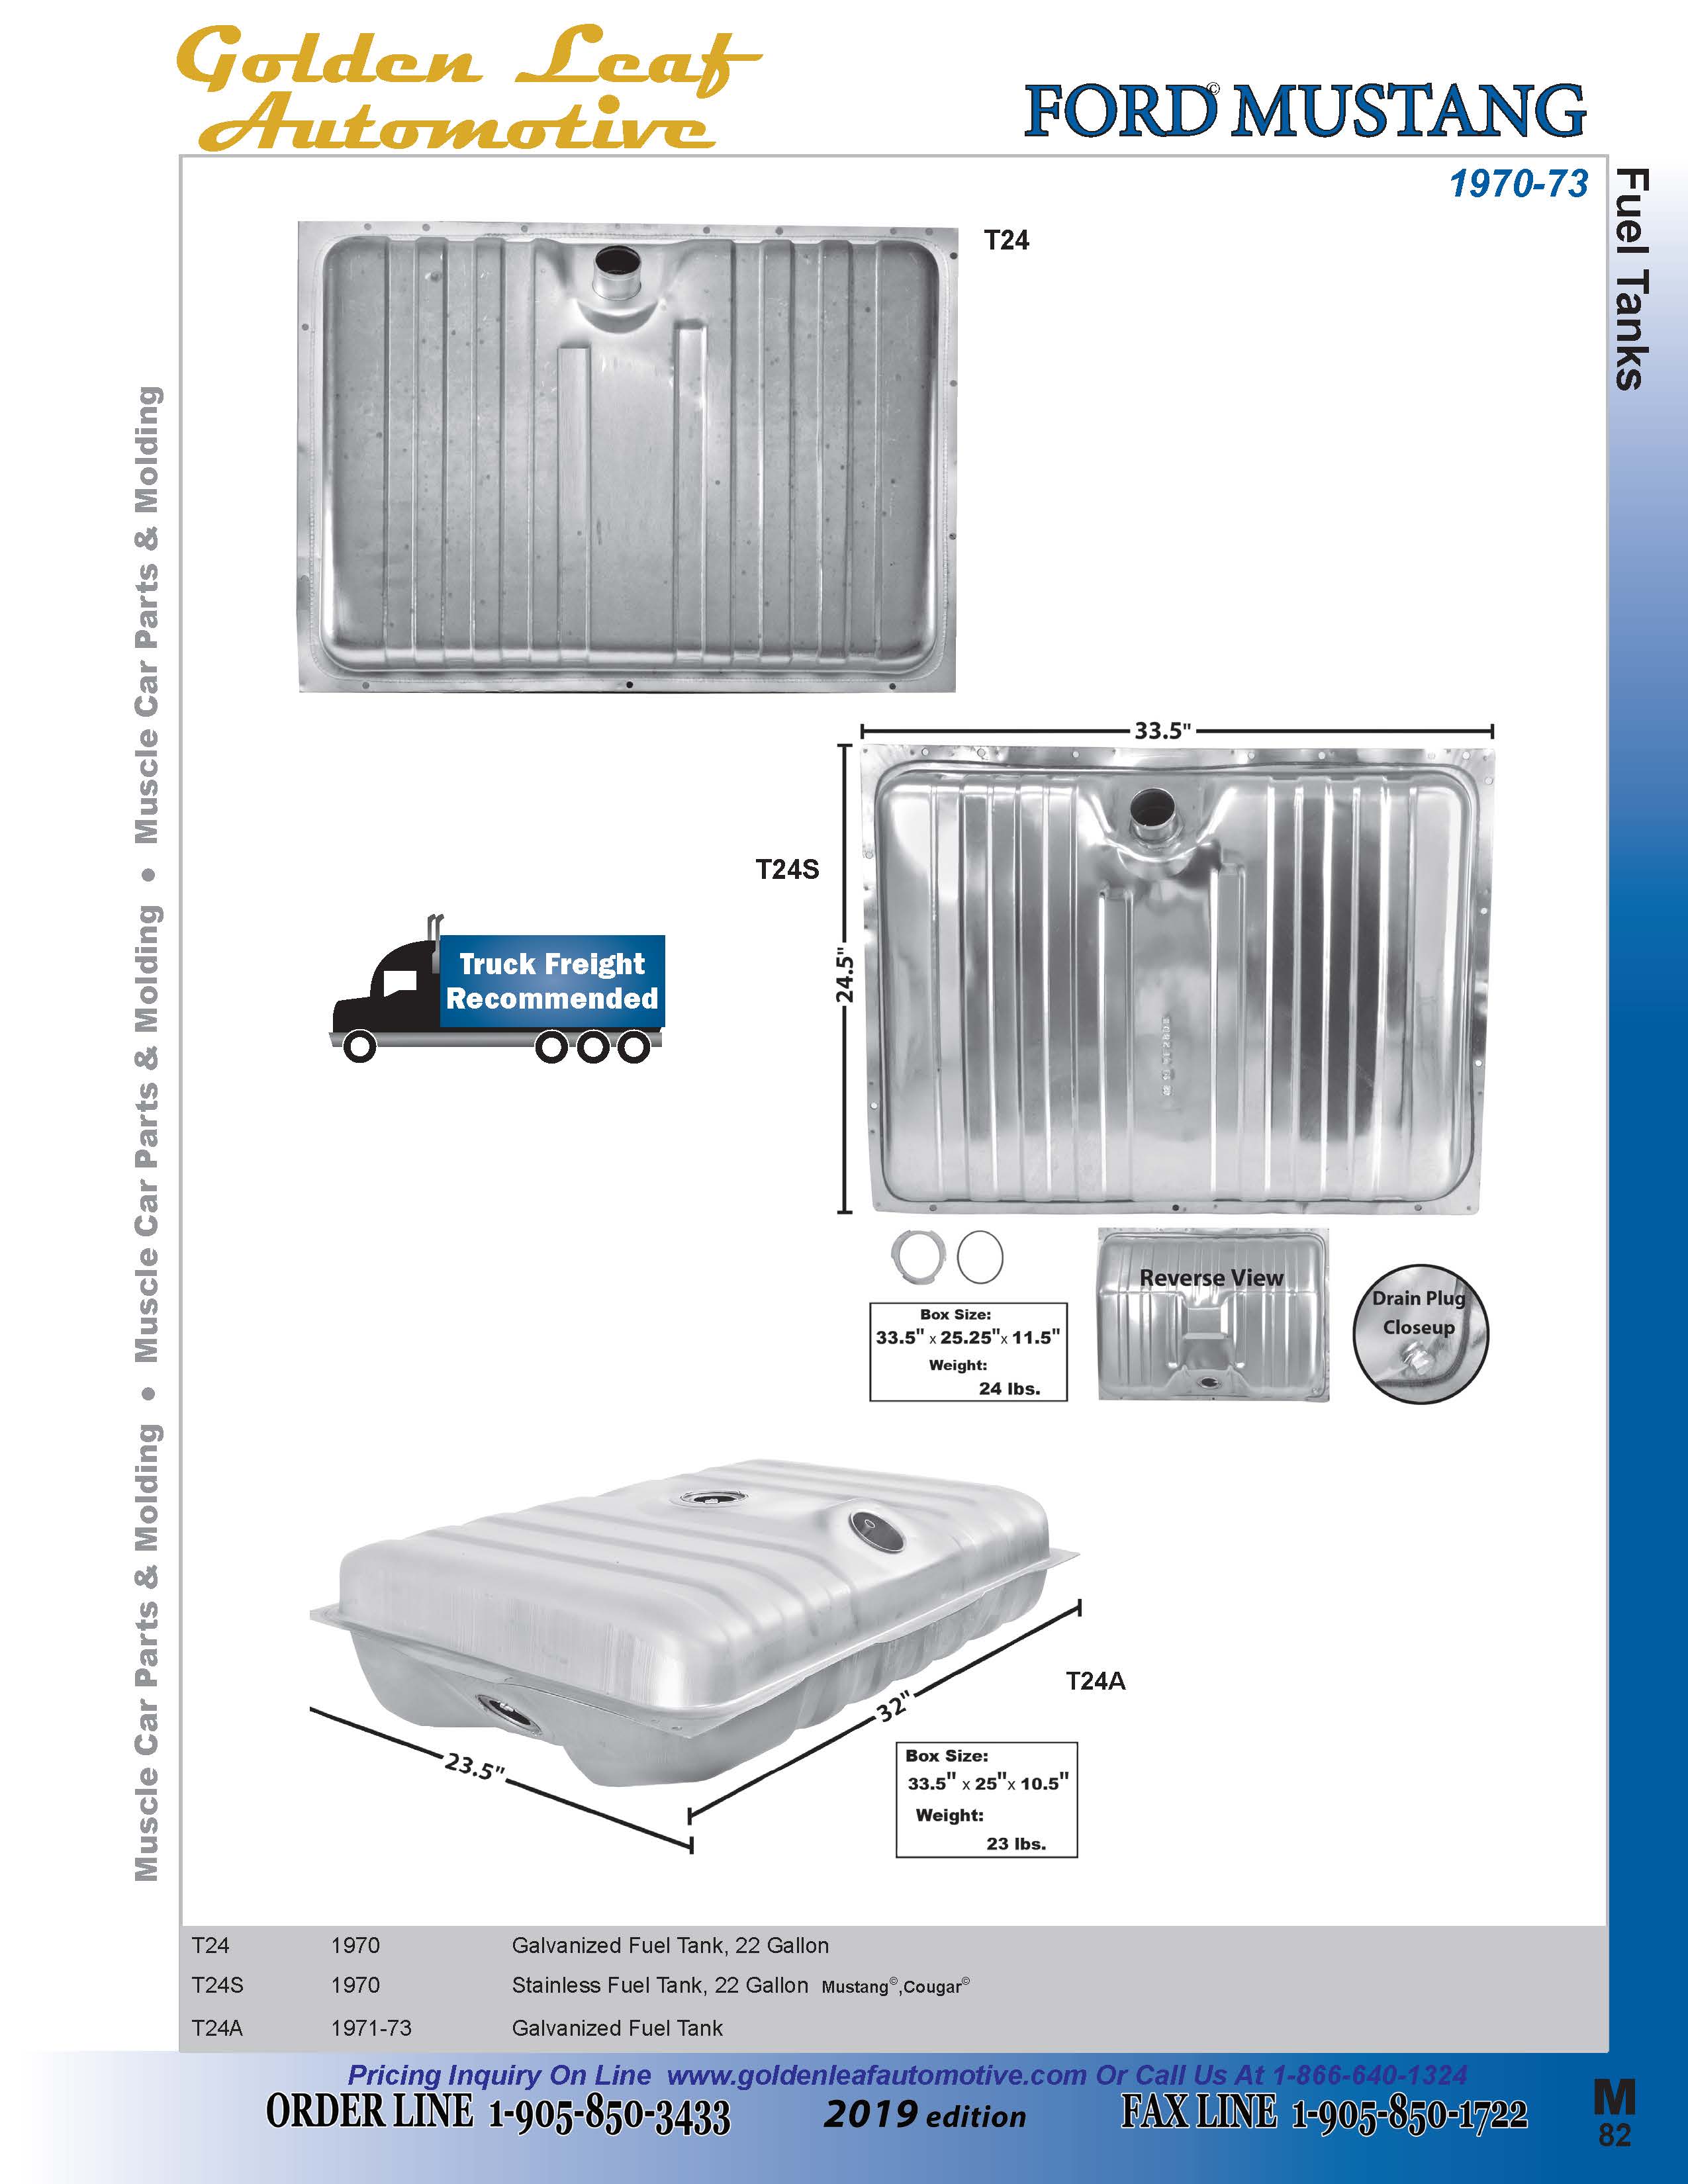 Golden Leaf
Automotive
FORD© MUSTANG
1970-73
Fuel Tanks
Muscle Car Parts & Molding • Muscle Car Parts & Molding • Muscle Car Parts & Molding
T24
33.5"
T24S
24.5"
Truck Freight
Recommended
Reverse View
Drain Plug
Closeup
Box Size:
33.5" x 25.25" x 11.5"
Weight:
24 lbs.
T24A
32"
23.5"
Box Size:
33.5" x 25" x 10.5"
Weight:
23 lbs.
T24 1970 Galvanized Fuel Tank, 22 Gallon
T24S 1970 Stainless Fuel Tank, 22 Gallon Mustang©,Cougar©
T24A 1971-73 Galvanized Fuel Tank
Pricing Inquiry On Line www.goldenleafautomotive.com Or Call Us At 1-866-640-1324
ORDER LINE 1-905-850-3433 2019 edition FAX LINE 1-905-850-1722
M
82